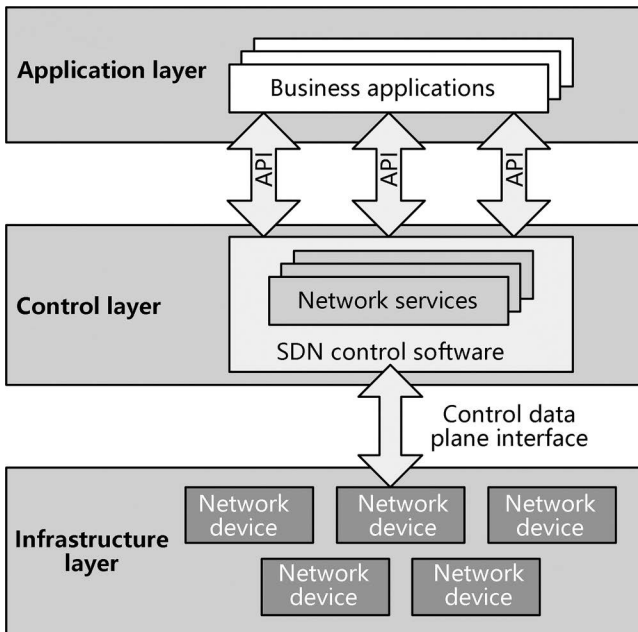 Application layer
Business applications
API API API
Control layer
Network services
SDN control software
Control data
plane interface
Infrastructure
layer
Network
device
Network
device
Network
device
Network
device
Network
device